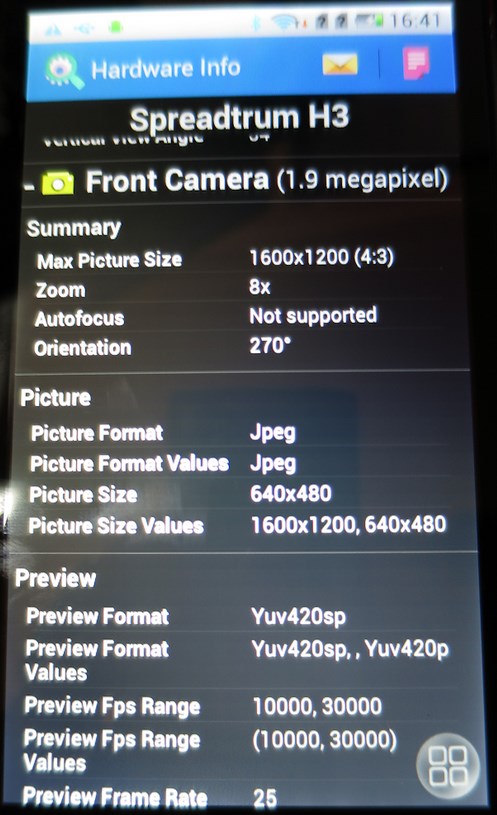 16:41
Hardware Info
Spreadtrum H3
Vertical View Angle
Front Camera (1.9 megapixel)
Summary
Max Picture Size 1600x1200 (4:3)
Zoom 8x
Autofocus Not supported
Orientation 270°
Picture
Picture Format Jpeg
Picture Format Values Jpeg
Picture Size 640x480
Picture Size Values 1600x1200, 640x480
Preview
Preview Format Yuv420sp
Preview Format Yuv420sp, , Yuv420p
Values
Preview Fps Range 10000, 30000
Preview Fps Range (10000, 30000)
Values
Preview Frame Rate 25